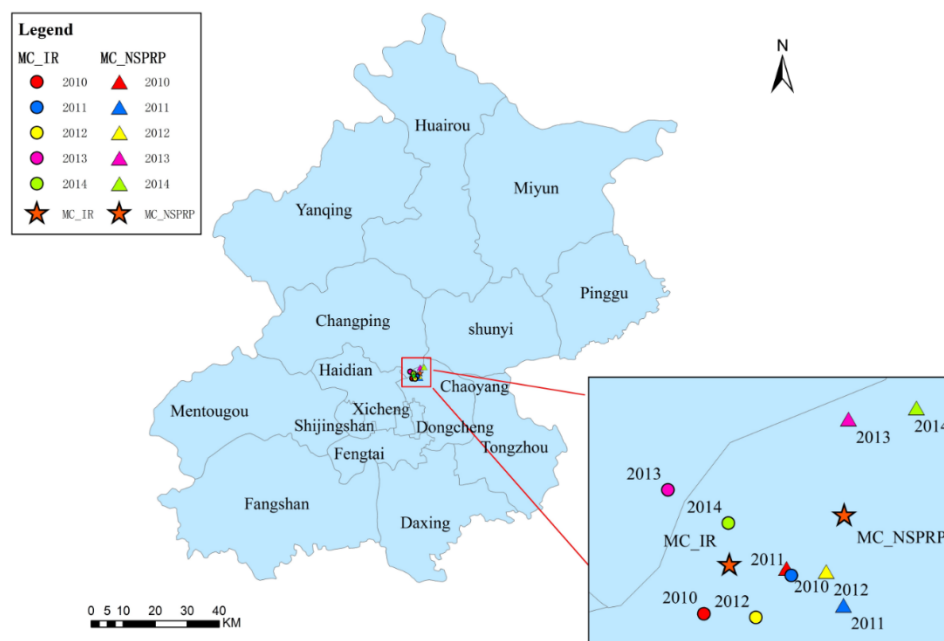 Legend
MC_IR MC_NSPRP
2010 2010
2011 2011
2012 2012
2013 2013
2014 2014
MC_IR MC_NSPRP
N
Huairou
Miyun
Yanqing
Pinggu
Changping
shunyi
Haidian
Chaoyang
Mentougou
Xicheng
Shijingshan
Dongcheng
Tongzhou
Fengtai
Fangshan
Daxing
2014
2013
2013
2014
MC_NSPRP
MC_IR
2011
2010
2012
2010
2012
2011
0 5 10 20 30 40
KM